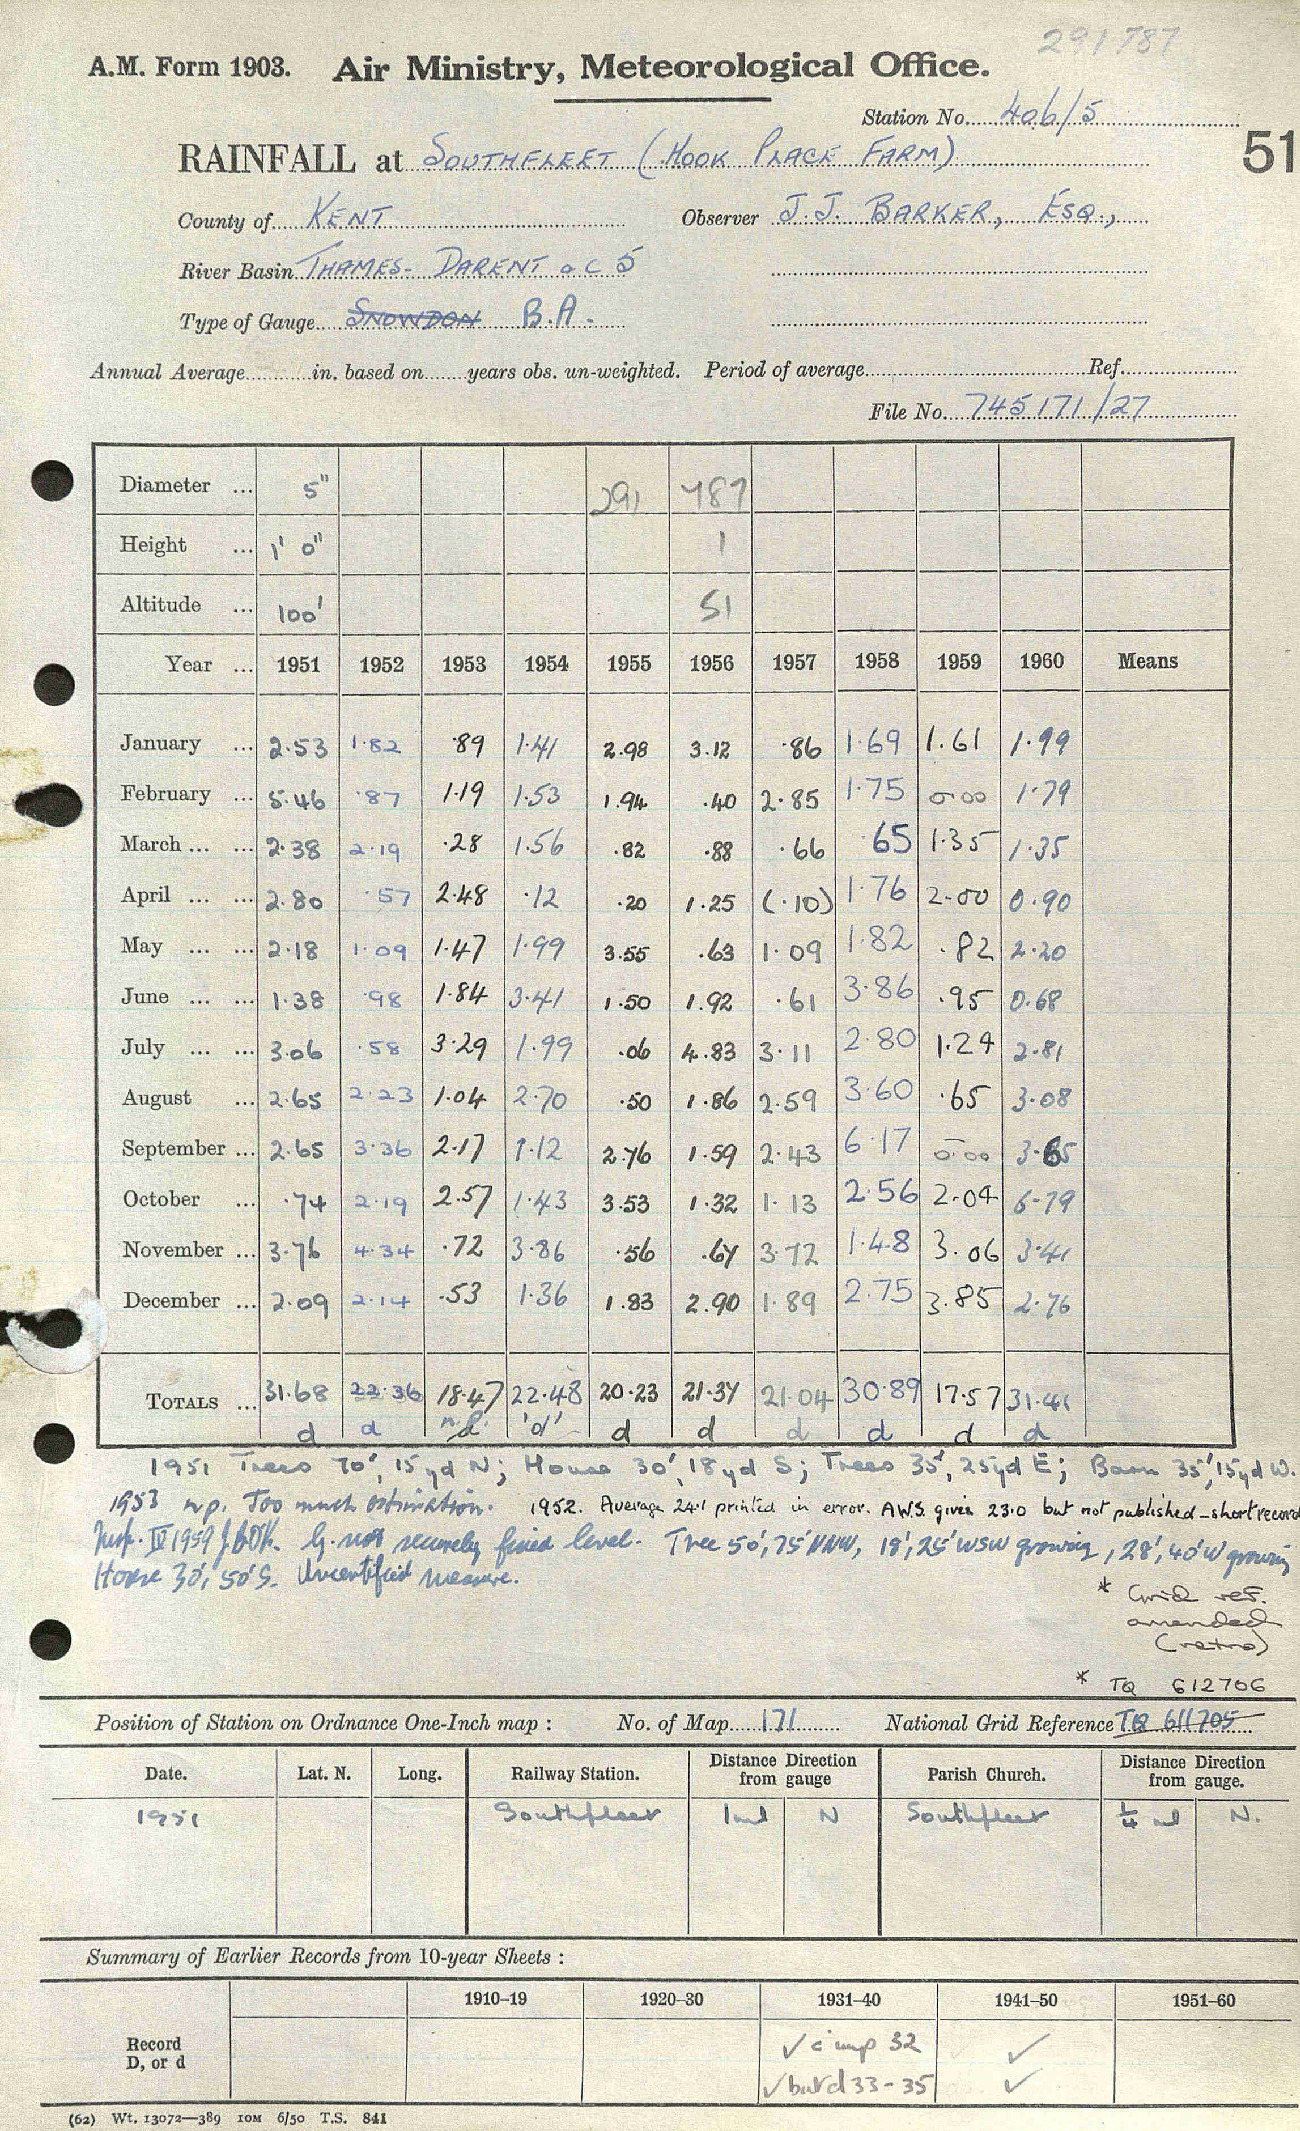 291787
A.M. Form 1903. Air Ministry, Meteorological Office.
Station No. 406/5
51
RAINFALL at SOUTHFLEET (HOOK PLACE FARM)
County of KENT Observer J.J. BARKER, ESQ.,
River Basin THAMES - DARENT a C 5
Type of Gauge SNOWDON B.A.
Annual Average in. based on years obs. un-weighted. Period of average Ref.
File No. 745171/27
Diameter ... 5" 291 787
Height ... 1' 0" 1
Altitude ... 100' 51
Year ... 1951 1952 1953 1954 1955 1956 1957 1958 1959 1960 Means
January ... 2.53 1.82 .89 1.41 2.98 3.12 .86 1.69 1.61 1.99
February ... 5.46 .87 1.19 1.53 1.94 .40 2.85 1.75 0.00 1.79
March ... ... 2.38 2.19 .28 1.56 .82 .88 .66 .65 1.35 1.35
April ... ... 2.80 .57 2.48 .12 .20 1.25 (.10) 1.76 2.00 0.90
May ... ... 2.18 1.09 1.47 1.99 3.55 .63 1.09 1.82 .82 2.20
June ... ... 1.38 .98 1.84 3.41 1.50 1.92 .61 3.86 .95 0.68
July ... ... 3.06 .58 3.29 1.99 .06 4.83 3.11 2.80 1.24 2.81
August ... 2.65 2.23 1.04 2.70 .50 1.86 2.59 3.60 .65 3.08
September ... 2.65 3.36 2.17 1.12 2.76 1.59 2.43 6.17 0.00 3.65
October ... .74 2.19 2.57 1.43 3.53 1.32 1.13 2.56 2.04 6.79
November ... 3.76 4.34 .72 3.86 .56 .67 3.72 1.48 3.06 3.41
December ... 2.09 2.14 .53 1.36 1.83 2.90 1.89 2.75 3.85 2.76
TOTALS ... 31.68 22.36 18.47 22.48 20.23 21.37 21.04 30.89 17.57 31.41
d d n.p. 'd' d d d d d d
1951 Trees 70', 15yd N; House 30', 18yd S; Trees 35', 25yd E; Barn 35', 15yd W.
1953 n.p. Too much estimation. 1952. Average 24.1 printed in error. AWS. gives 23.0 but not published - short record
Insp. IV 1959 G. not securely fixed level. Tree 50', 75' NNW, 18', 25' WSW growing, 28', 40' W growing
House 30', 50' S. Uncertified measure.
* Grid ref.
amended
(retro)
* TQ 612706
Position of Station on Ordnance One-Inch map : No. of Map 171 National Grid Reference TQ 611705
Date. Lat. N. Long. Railway Station. Distance Direction from gauge Parish Church. Distance Direction from gauge.
1951 Southfleet 1ml N Southfleet 1/4 ml N.
Summary of Earlier Records from 10-year Sheets :
1910–19 1920–30 1931–40 1941–50 1951–60
Record ✓ c imp 32 ✓
D, or d ✓ but d 33-35 ✓
(62) Wt. 13072—389 IOM 6/50 T.S. 841